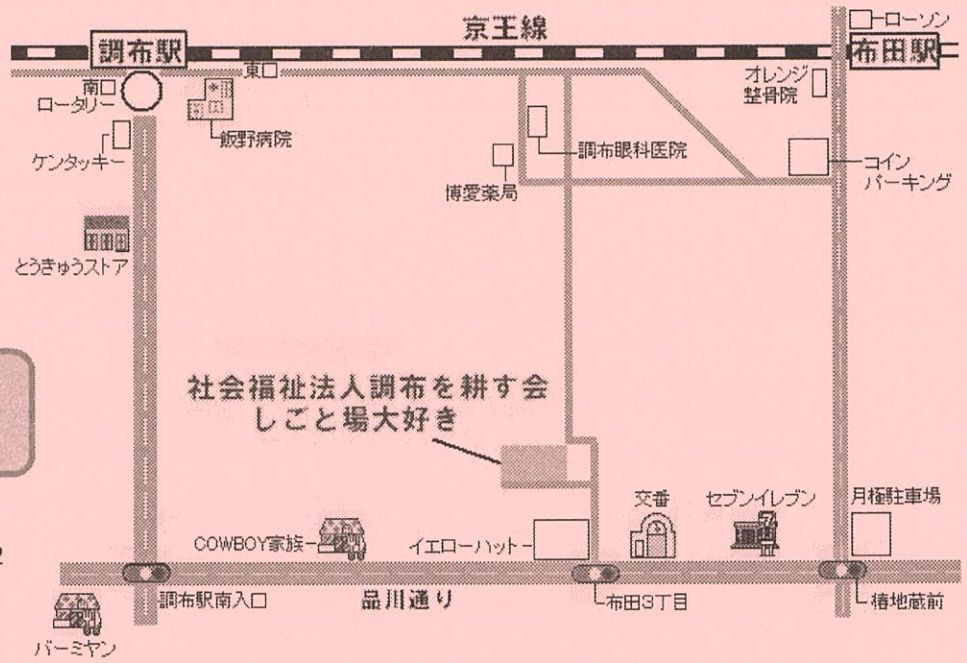 京王線
ローソン
調布駅
布田駅
東口
南口
ロータリー
オレンジ
整骨院
飯野病院
ケンタッキー
調布眼科医院
コイン
パーキング
博愛薬局
とうきゅうストア
社会福祉法人調布を耕す会
しごと場大好き
交番
セブンイレブン
月極駐車場
COWBOY家族
イエローハット
2
調布駅南入口
品川通り
布田3丁目
椿地蔵前
バーミヤン